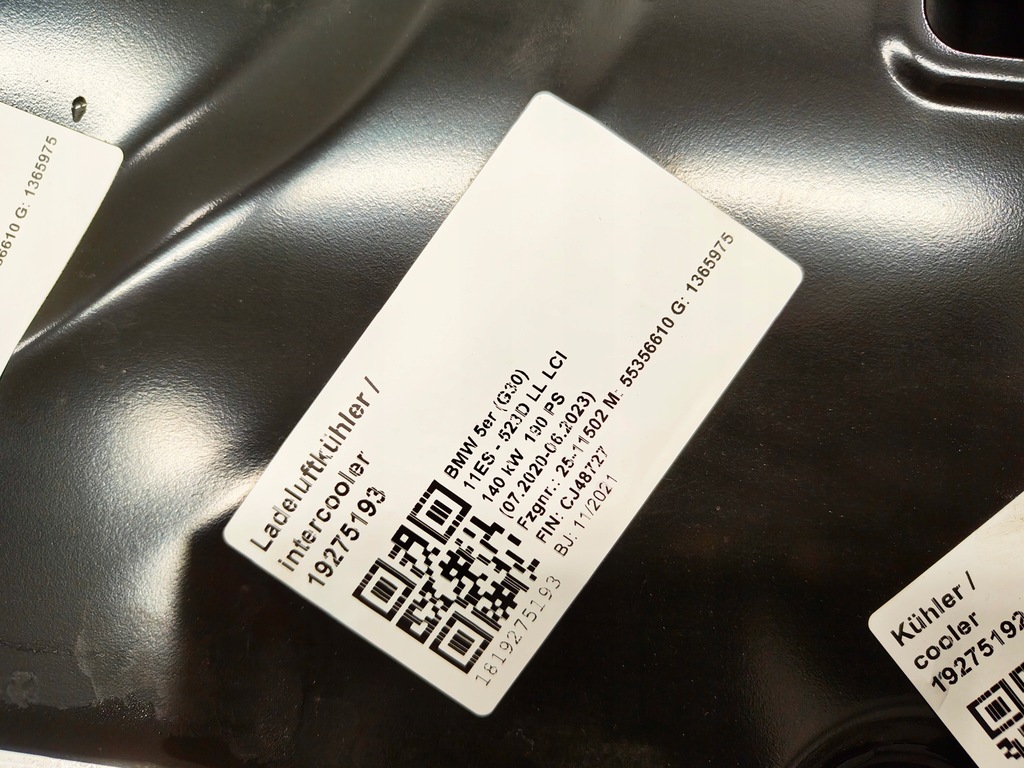 Ladeluftkühler /
intercooler
19275193
BMW 5er (G30)
11ES - 523D LL LCI
140 kW 190 PS
(07.2020-06.2023)
Fzgnr.: 25-11502 M: 55356610 G: 1365975
FIN: CJ48727
BJ: 11/2021
1819275193
6610 G: 1365975
Kühler /
cooler
1927519